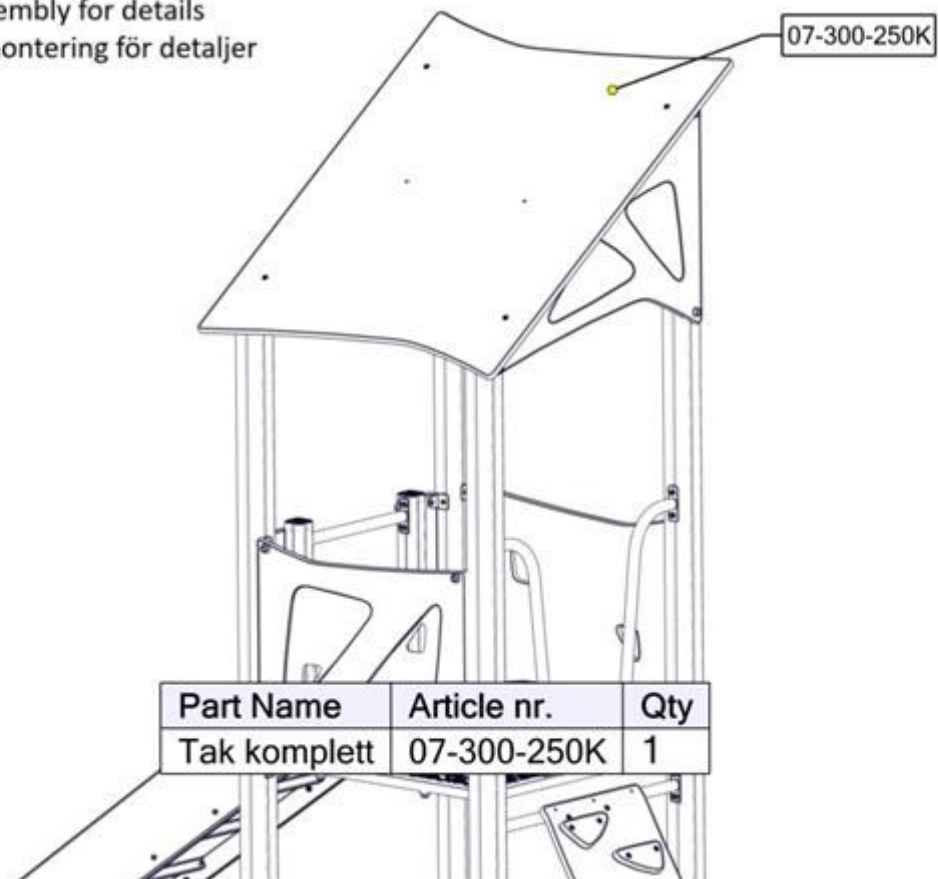 for details
för detaljer
07-300-250K
Part Name Article nr. Qty
Tak komplett 07-300-250K 1